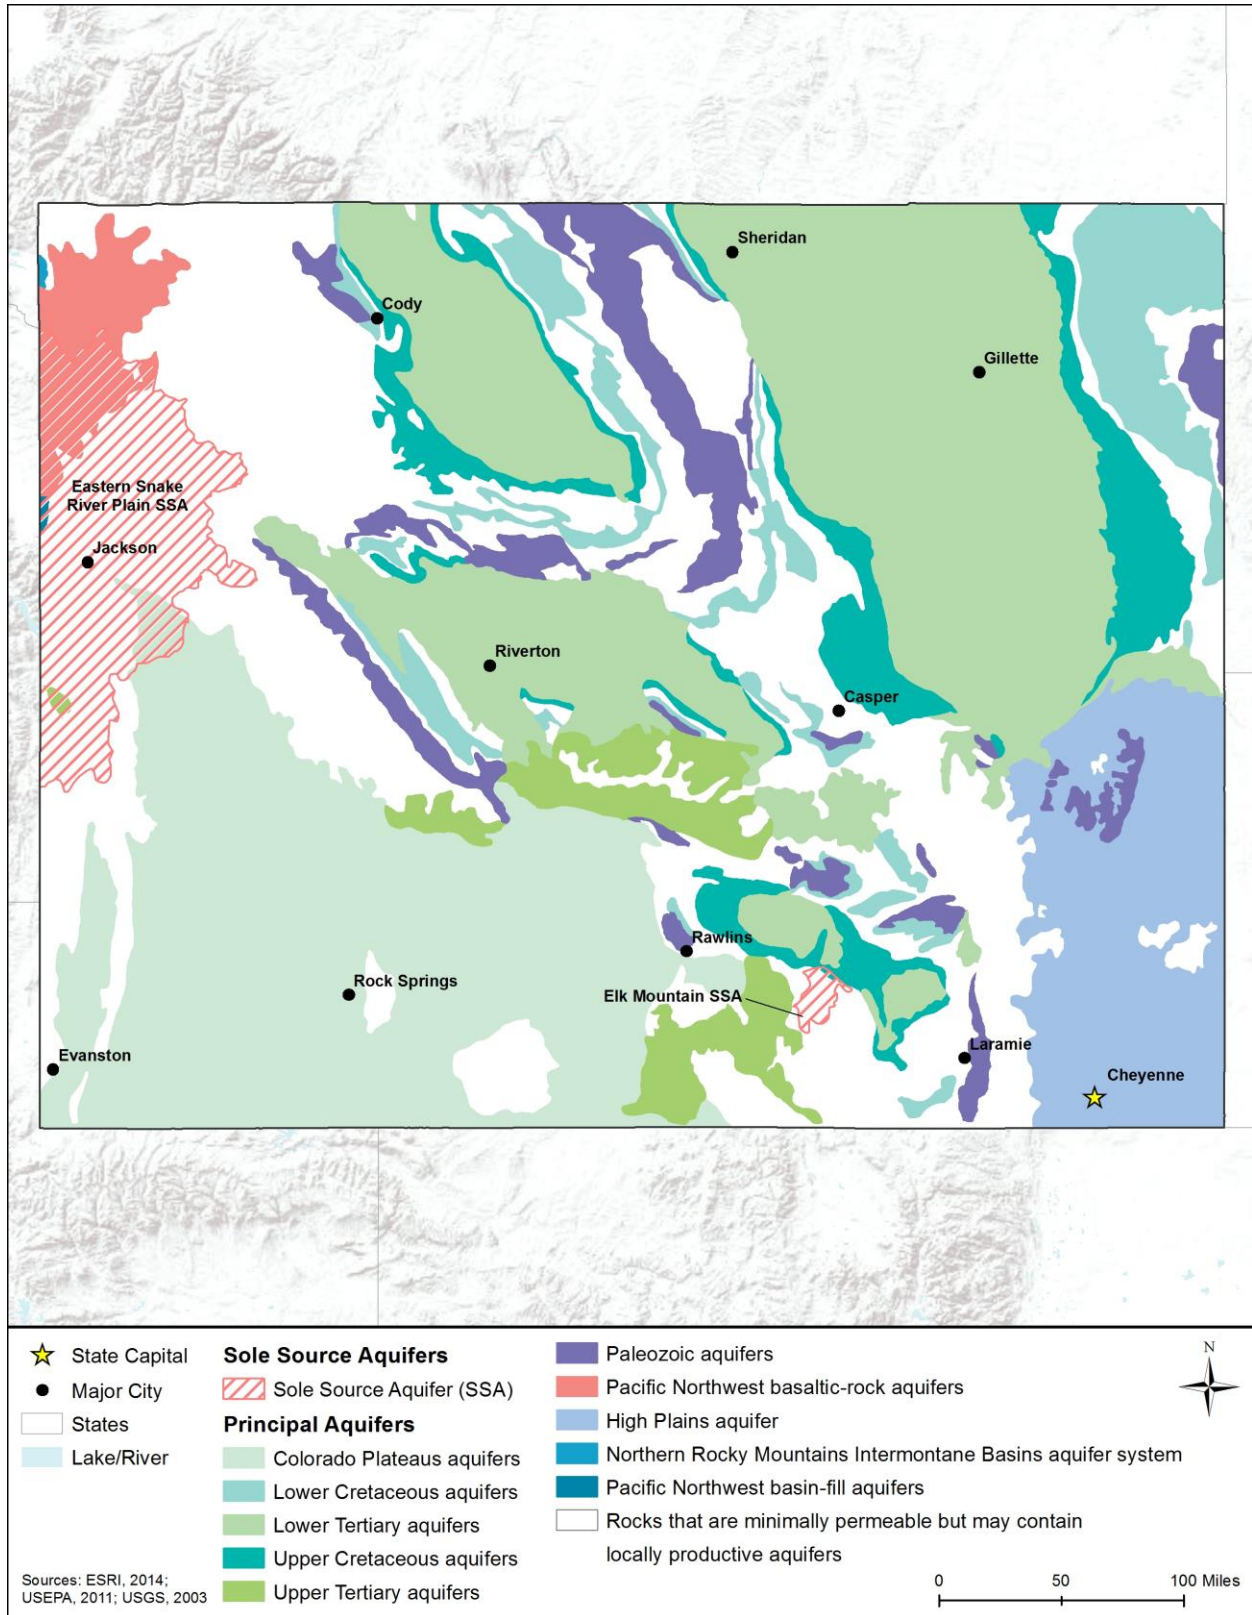 Sheridan
Cody
Gillette
Eastern Snake
River Plain SSA
Jackson
Riverton
Casper
Rawlins
Rock Springs
Elk Mountain SSA
Evanston
Laramie
Cheyenne
State Capital
Major City
States
Lake/River
Sole Source Aquifers
Sole Source Aquifer (SSA)
Principal Aquifers
Colorado Plateaus aquifers
Lower Cretaceous aquifers
Lower Tertiary aquifers
Upper Cretaceous aquifers
Upper Tertiary aquifers
Paleozoic aquifers
Pacific Northwest basaltic-rock aquifers
High Plains aquifer
Northern Rocky Mountains Intermontane Basins aquifer system
Pacific Northwest basin-fill aquifers
Rocks that are minimally permeable but may contain
locally productive aquifers
N
Sources: ESRI, 2014;
USEPA, 2011; USGS, 2003
0 50 100 Miles